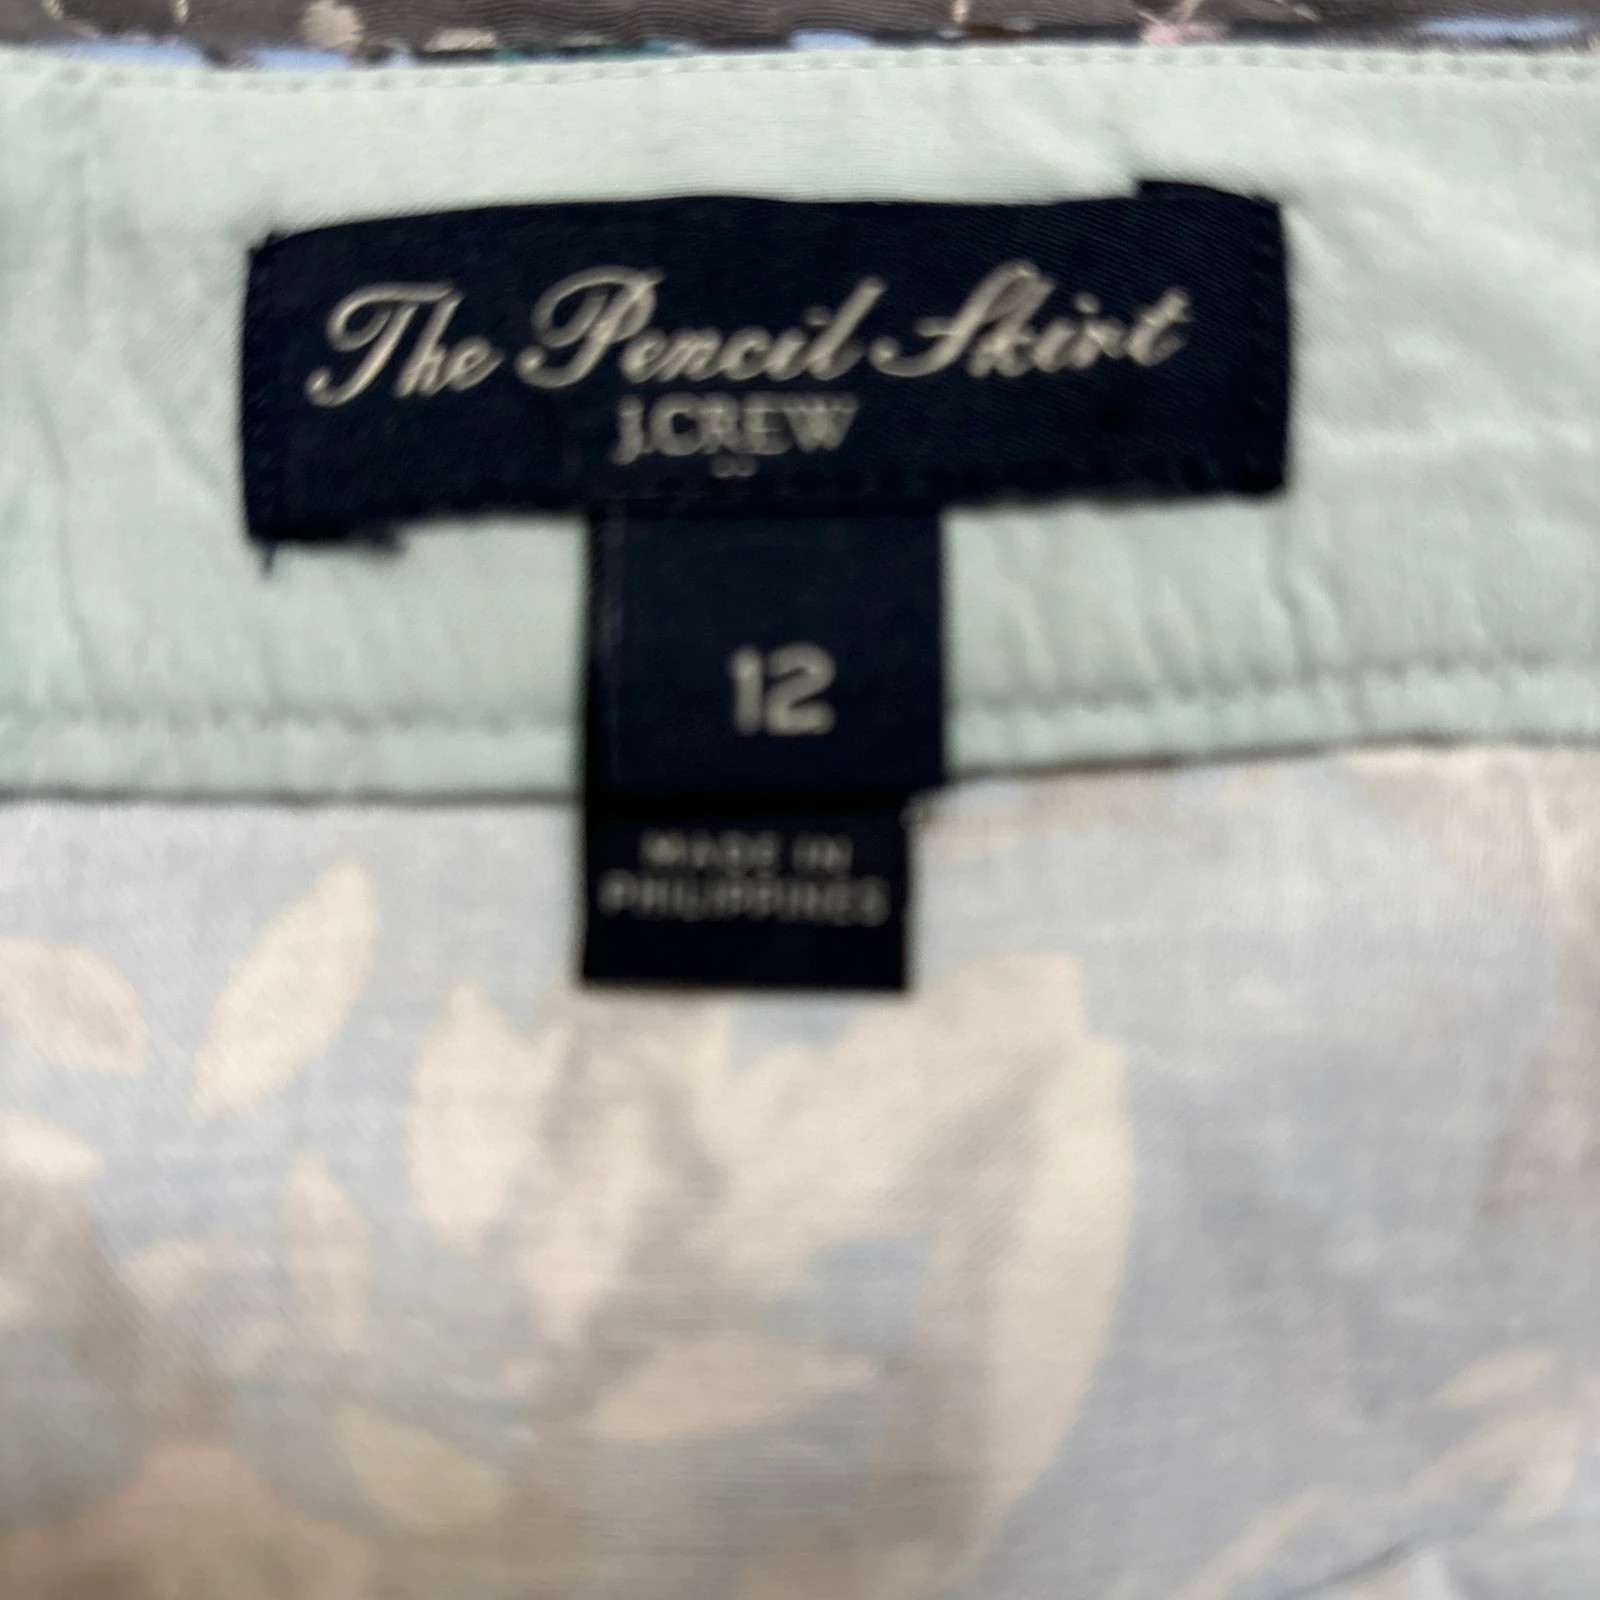 The Pencil Skirt
J.CREW
12
MADE IN
PHILIPPINES